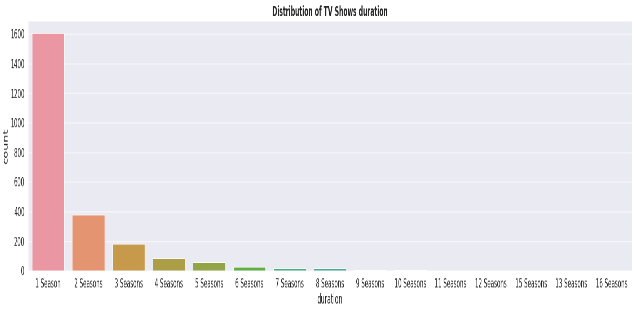 Distribution of TV Shows duration
count
1600
1400
1200
1000
800
600
400
200
0
1 Season 2 Seasons 3 Seasons 4 Seasons 5 Seasons 6 Seasons 7 Seasons 8 Seasons 9 Seasons 10 Seasons 11 Seasons 12 Seasons 15 Seasons 13 Seasons 16 Seasons
duration